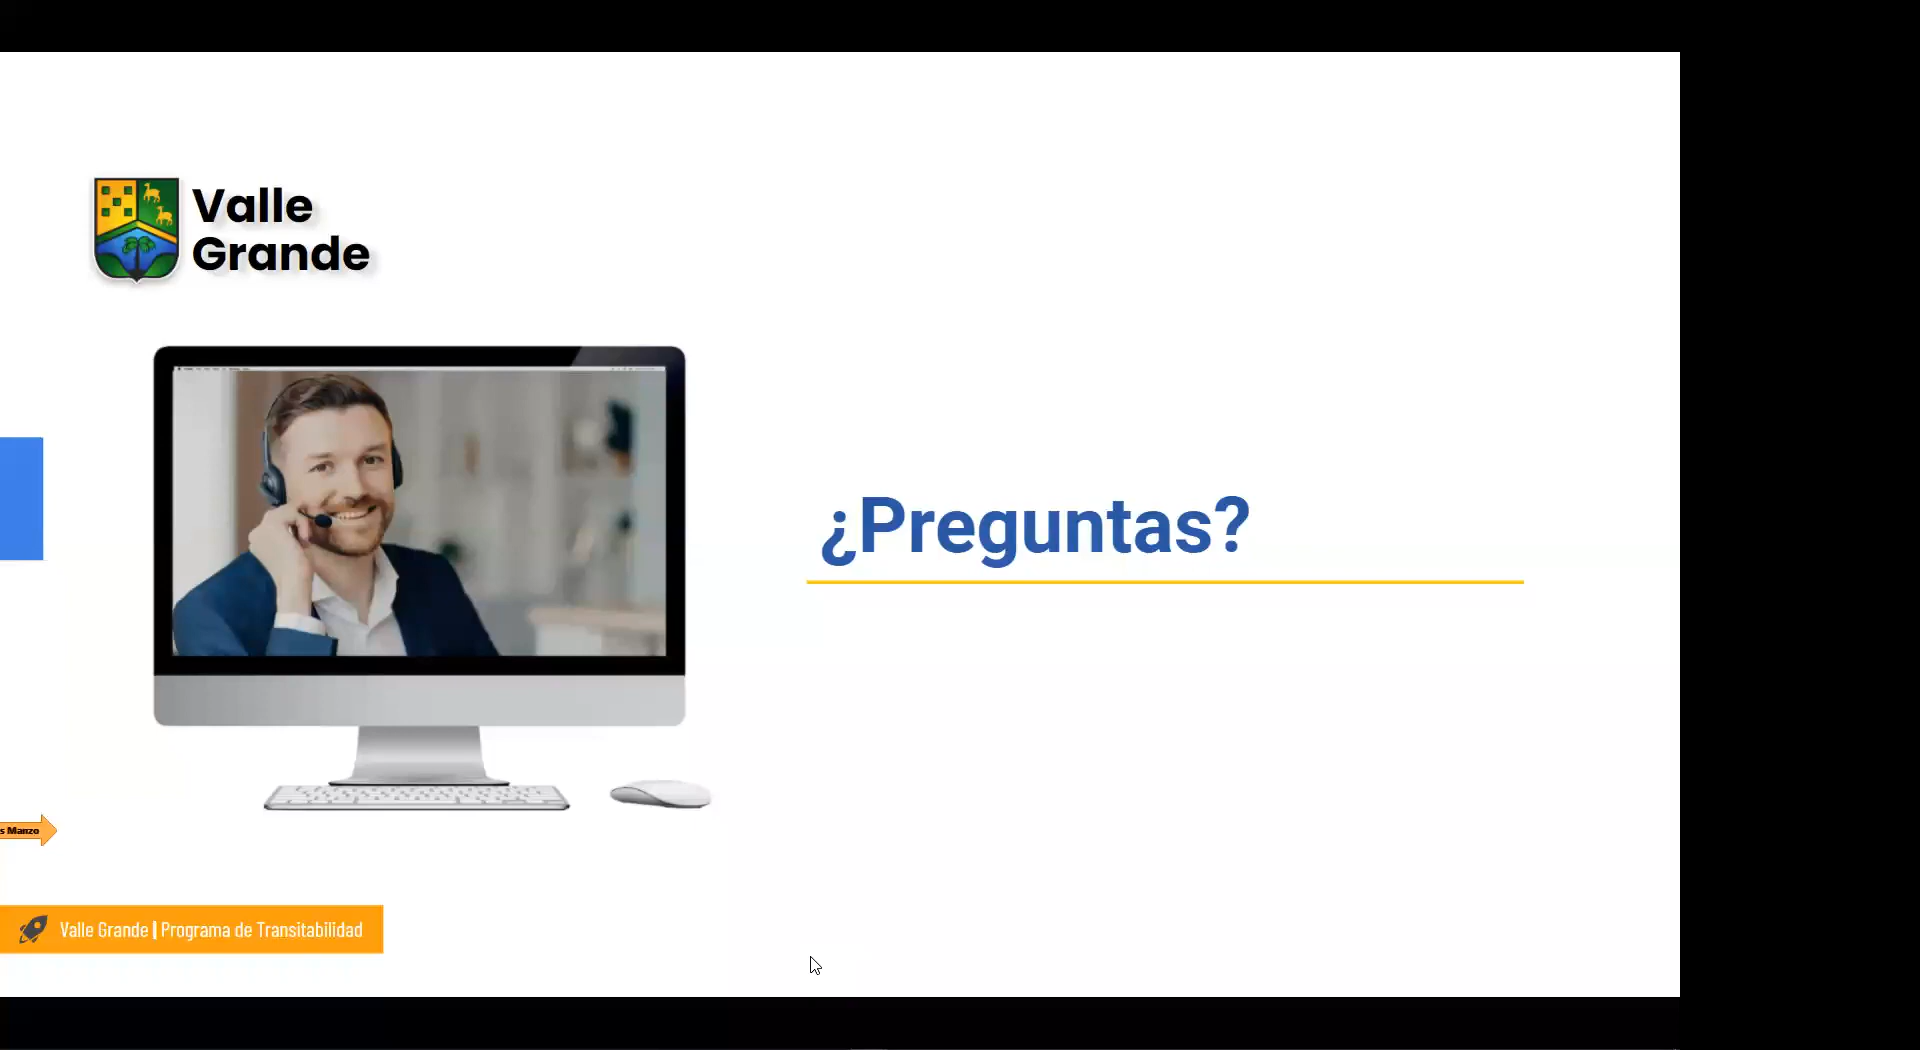 Valle
Grande
¿Preguntas?
s Manzo
Valle Grande | Programa de Transitabilidad